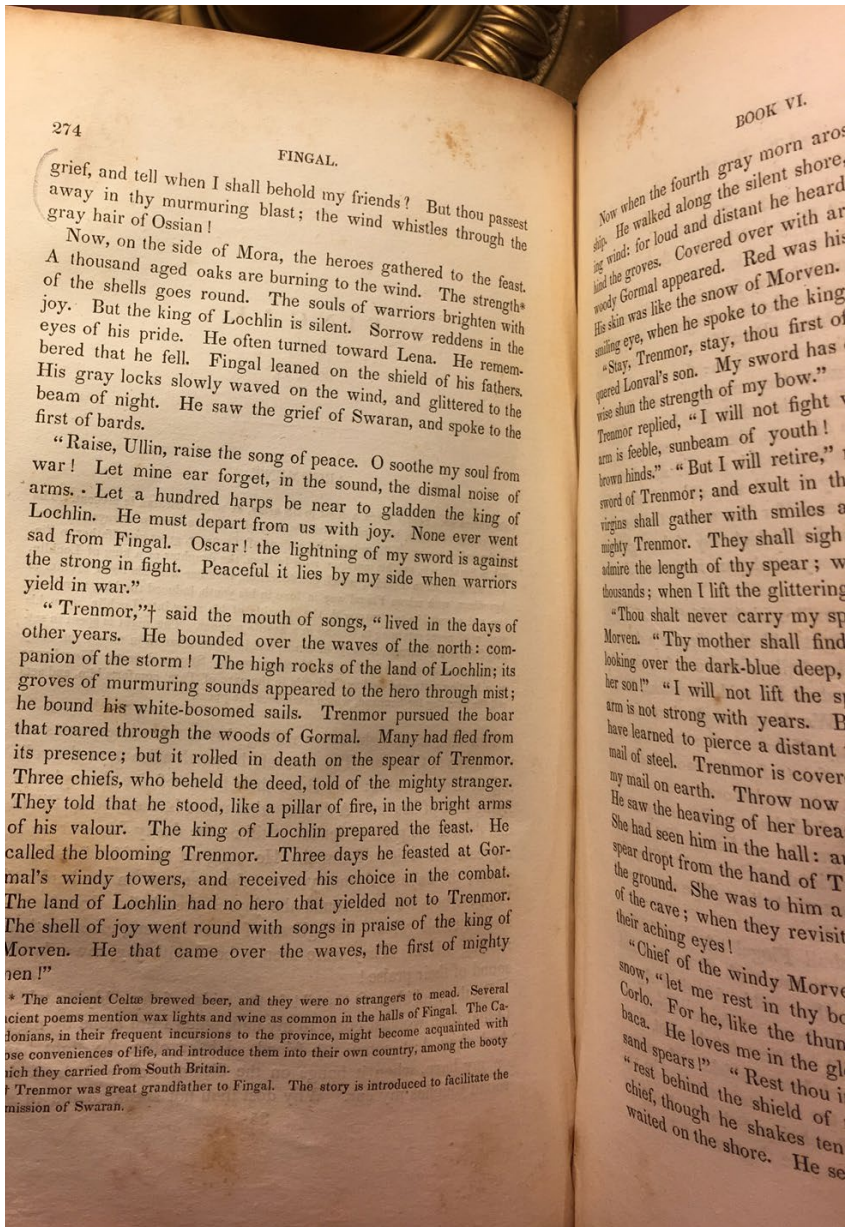 274
FINGAL.
grief, and tell when I shall behold my friends? But thou passest
away in thy murmuring blast; the wind whistles through the
gray hair of Ossian!
Now, on the side of Mora, the heroes gathered to the feast.
A thousand aged oaks are burning to the wind. The strength*
of the shells goes round. The souls of warriors brighten with
joy. But the king of Lochlin is silent. Sorrow reddens in the
eyes of his pride. He often turned toward Lena. He remem-
bered that he fell. Fingal leaned on the shield of his fathers.
His gray locks slowly waved on the wind, and glittered to the
beam of night. He saw the grief of Swaran, and spoke to the
first of bards.
“Raise, Ullin, raise the song of peace. O soothe my soul from
war! Let mine ear forget, in the sound, the dismal noise of
arms. Let a hundred harps be near to gladden the king of
Lochlin. He must depart from us with joy. None ever went
sad from Fingal. Oscar! the lightning of my sword is against
the strong in fight. Peaceful it lies by my side when warriors
yield in war.”
“Trenmor,”† said the mouth of songs, “lived in the days of
other years. He bounded over the waves of the north: com-
panion of the storm! The high rocks of the land of Lochlin; its
groves of murmuring sounds appeared to the hero through mist;
he bound his white-bosomed sails. Trenmor pursued the boar
that roared through the woods of Gormal. Many had fled from
its presence; but it rolled in death on the spear of Trenmor.
Three chiefs, who beheld the deed, told of the mighty stranger.
They told that he stood, like a pillar of fire, in the bright arms
of his valour. The king of Lochlin prepared the feast. He
called the blooming Trenmor. Three days he feasted at Gor-
mal’s windy towers, and received his choice in the combat.
The land of Lochlin had no hero that yielded not to Trenmor.
The shell of joy went round with songs in praise of the king of
Morven. He that came over the waves, the first of mighty
men!”
* The ancient Celtæ brewed beer, and they were no strangers to mead. Several
ancient poems mention wax lights and wine as common in the halls of Fingal. The Ca-
ledonians, in their frequent incursions to the province, might become acquainted with
those conveniences of life, and introduce them into their own country, among the booty
which they carried from South Britain.
† Trenmor was great grandfather to Fingal. The story is introduced to facilitate the
dismission of Swaran.
BOOK VI.
Now when the fourth gray morn aros
ship. He walked along the silent shore,
ing wind: for loud and distant he heard
hind the groves. Covered over with ar
woody Gormal appeared. Red was his
His skin was like the snow of Morven.
smiling eye, when he spoke to the king
“Stay, Trenmor, stay, thou first of
quered Lonval’s son. My sword has
wise shun the strength of my bow.”
Trenmor replied, “I will not fight
arm is feeble, sunbeam of youth!
brown hinds.” “But I will retire,”
sword of Trenmor; and exult in th
virgins shall gather with smiles a
mighty Trenmor. They shall sigh
admire the length of thy spear; w
thousands; when I lift the glittering
“Thou shalt never carry my sp
Morven. “Thy mother shall find
looking over the dark-blue deep,
her son!” “I will not lift the s
arm is not strong with years. B
have learned to pierce a distant
mail of steel. Trenmor is cover
my mail on earth. Throw now
He saw the heaving of her brea
She had seen him in the hall: a
spear dropt from the hand of T
the ground. She was to him a
of the cave; when they revisit
their aching eyes!
“Chief of the windy Morve
snow, “let me rest in thy bo
Corlo. For he, like the thun
baca. He loves me in the gl
sand spears!” “Rest thou i
“rest behind the shield of
chief, though he shakes ten
waited on the shore. He se